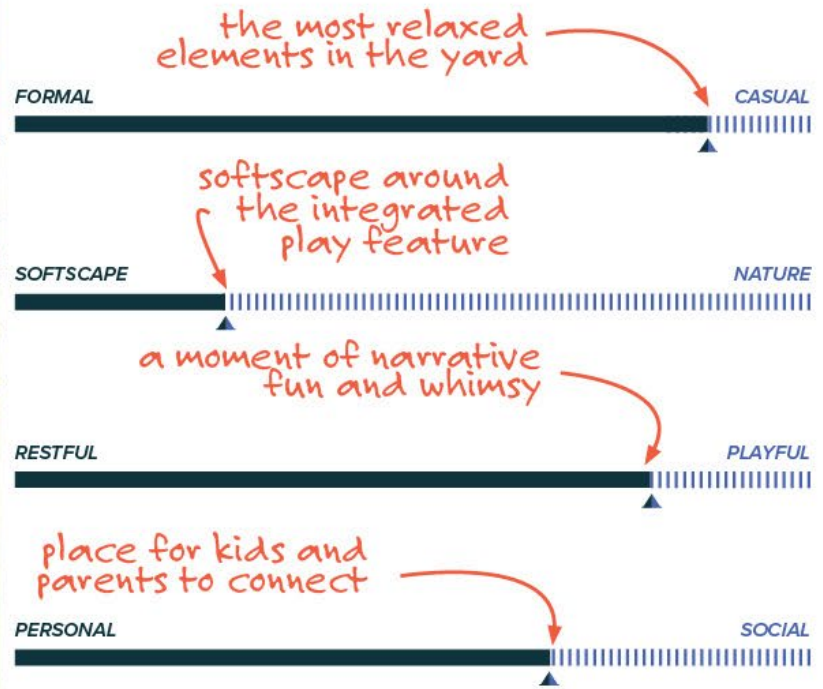 the most relaxed
elements in the yard
FORMAL CASUAL
softscape around
the integrated
play feature
SOFTSCAPE NATURE
a moment of narrative
fun and whimsy
RESTFUL PLAYFUL
place for kids and
parents to connect
PERSONAL SOCIAL